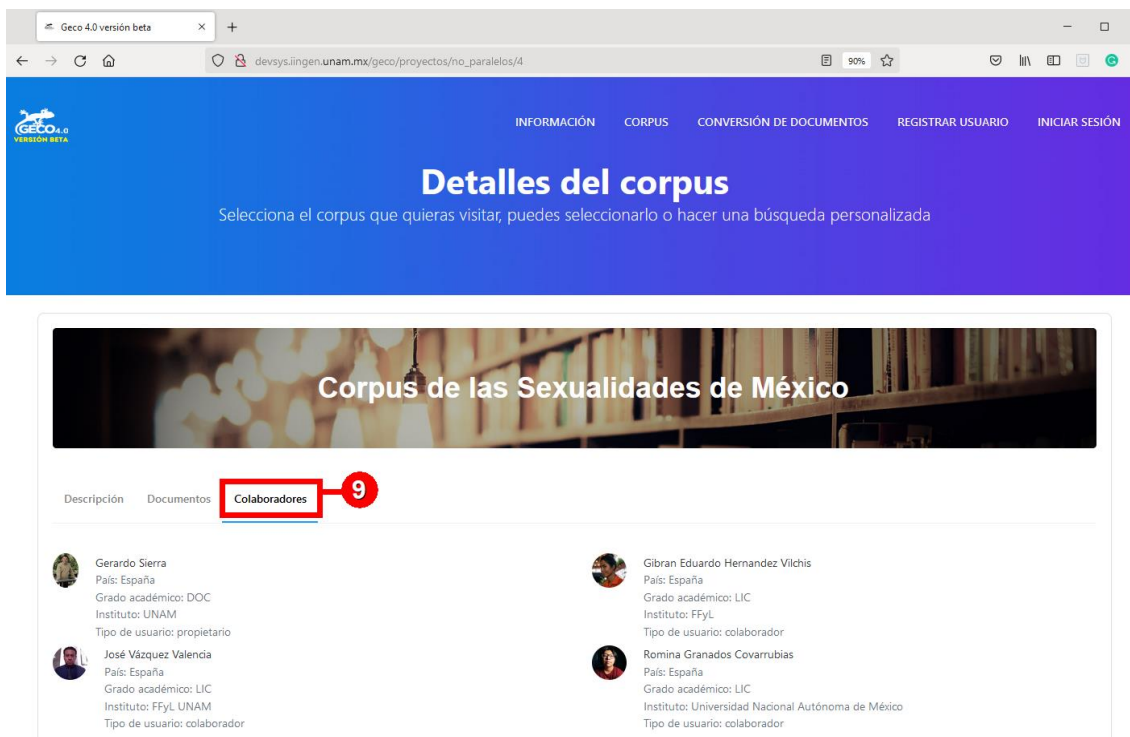 Geco 4.0 versión beta
devsys.iingen.unam.mx/geco/proyectos/no_paralelos/4
90%
GECO 4.0
VERSIÓN BETA
INFORMACIÓN CORPUS CONVERSIÓN DE DOCUMENTOS REGISTRAR USUARIO INICIAR SESIÓN
Detalles del corpus
Selecciona el corpus que quieras visitar, puedes seleccionarlo o hacer una búsqueda personalizada
Corpus de las Sexualidades de México
Descripción Documentos Colaboradores 9
Gerardo Sierra
País: España
Grado académico: DOC
Instituto: UNAM
Tipo de usuario: propietario
Gibran Eduardo Hernandez Vilchis
País: España
Grado académico: LIC
Instituto: FFyL
Tipo de usuario: colaborador
José Vázquez Valencia
País: España
Grado académico: LIC
Instituto: FFyL UNAM
Tipo de usuario: colaborador
Romina Granados Covarrubias
País: España
Grado académico: LIC
Instituto: Universidad Nacional Autónoma de México
Tipo de usuario: colaborador